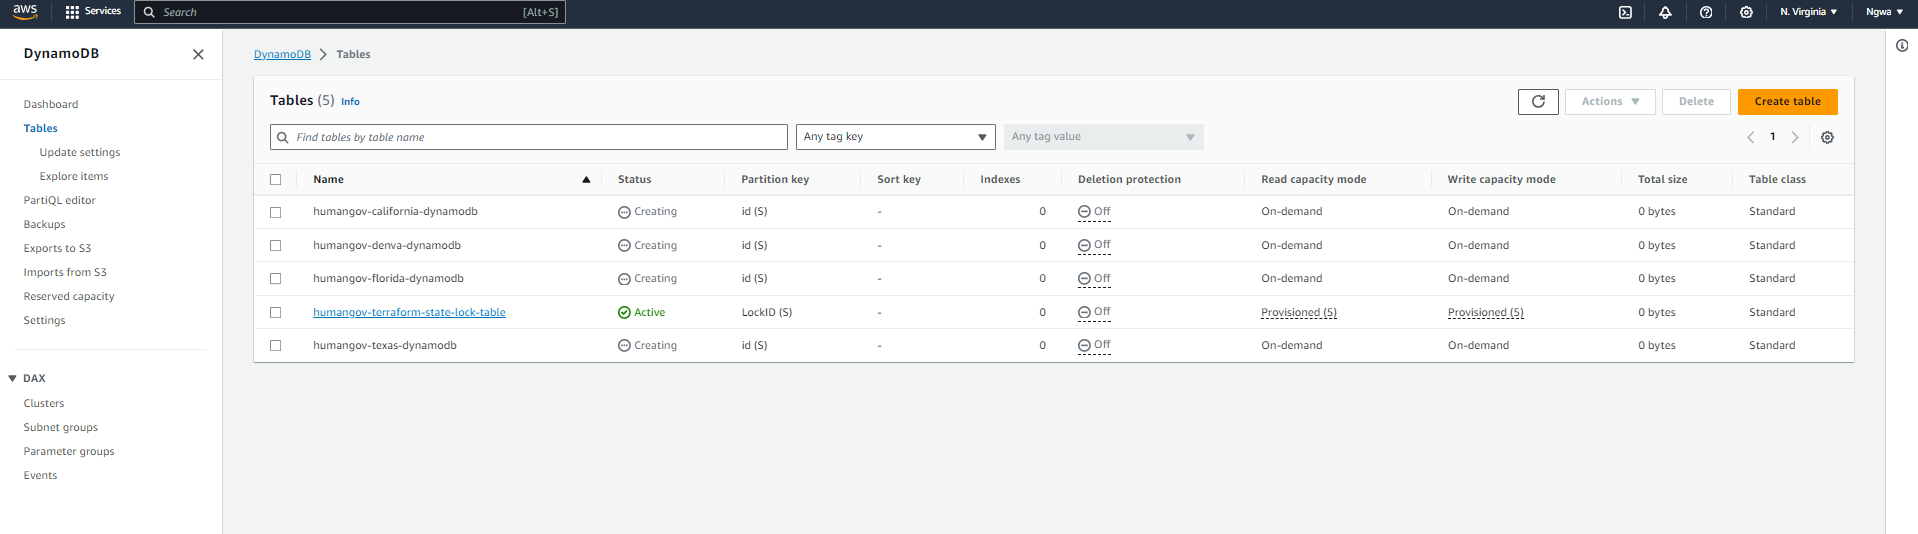 aws Services Search [Alt+S] N. Virginia Ngwa
DynamoDB
Dashboard
Tables
Update settings
Explore items
PartiQL editor
Backups
Exports to S3
Imports from S3
Reserved capacity
Settings
DAX
Clusters
Subnet groups
Parameter groups
Events
DynamoDB > Tables
Tables (5) Info Actions Delete Create table
Find tables by table name Any tag key Any tag value 1
Name Status Partition key Sort key Indexes Deletion protection Read capacity mode Write capacity mode Total size Table class
humangov-california-dynamodb Creating id (S) - 0 Off On-demand On-demand 0 bytes Standard
humangov-denva-dynamodb Creating id (S) - 0 Off On-demand On-demand 0 bytes Standard
humangov-florida-dynamodb Creating id (S) - 0 Off On-demand On-demand 0 bytes Standard
humangov-terraform-state-lock-table Active LockID (S) - 0 Off Provisioned (5) Provisioned (5) 0 bytes Standard
humangov-texas-dynamodb Creating id (S) - 0 Off On-demand On-demand 0 bytes Standard